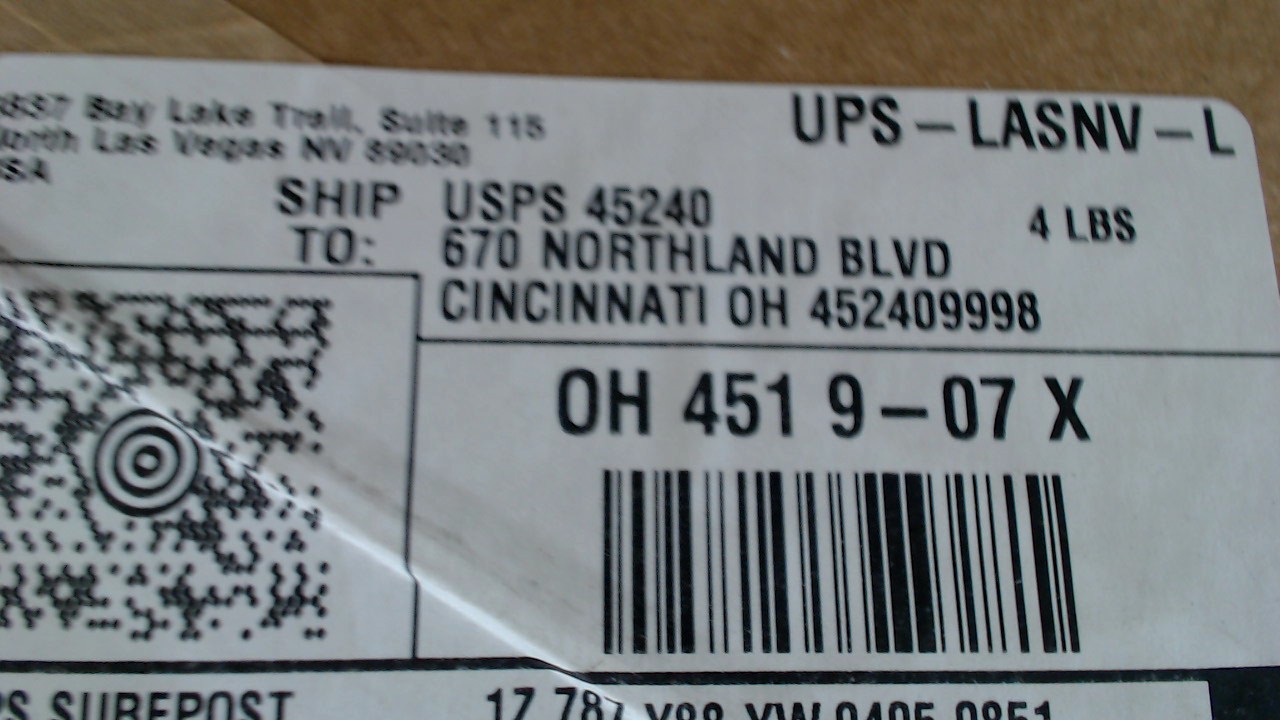 Bay Lake Trail, Suite 115
North Las Vegas NV 89030
UPS-LASNV-L
4 LBS
SHIP TO:
USPS 45240
670 NORTHLAND BLVD
CINCINNATI OH 452409998
OH 451 9-07 X
SUREPOST